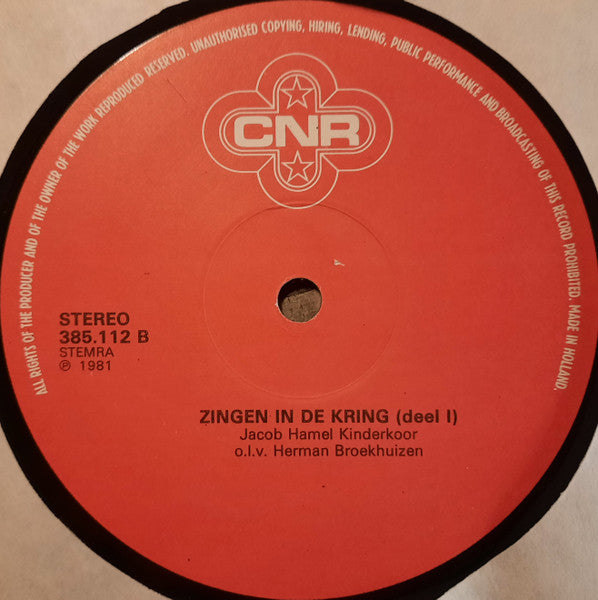 ALL RIGHTS OF THE PRODUCER AND OF THE OWNER OF THE WORK REPRODUCED RESERVED. UNAUTHORISED COPYING, HIRING, LENDING, PUBLIC PERFORMANCE AND BROADCASTING OF THIS RECORD PROHIBITED. MADE IN HOLLAND.
CNR
STEREO
385.112 B
STEMRA
℗ 1981
ZINGEN IN DE KRING (deel I)
Jacob Hamel Kinderkoor
o.l.v. Herman Broekhuizen